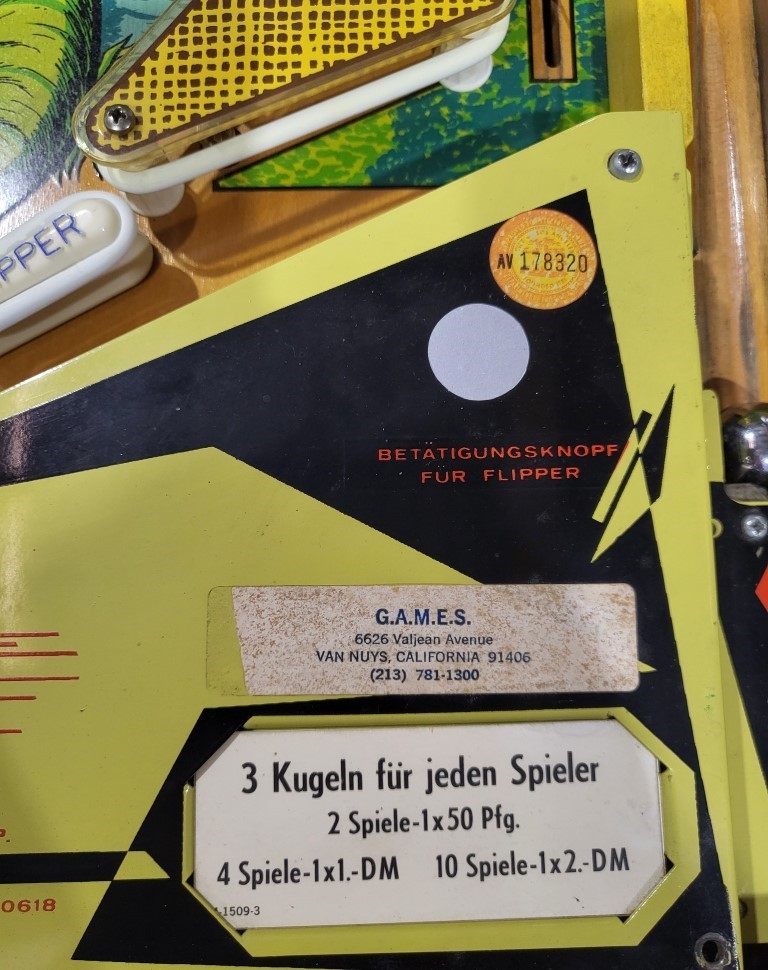 PPER
AV 178320
BETÄTIGUNGSKNOPF
FÜR FLIPPER
G.A.M.E.S.
6626 Valjean Avenue
VAN NUYS, CALIFORNIA 91406
(213) 781-1300
3 Kugeln für jeden Spieler
2 Spiele-1x50 Pfg.
4 Spiele-1x1.-DM 10 Spiele-1x2.-DM
-1509-3
P.
0618